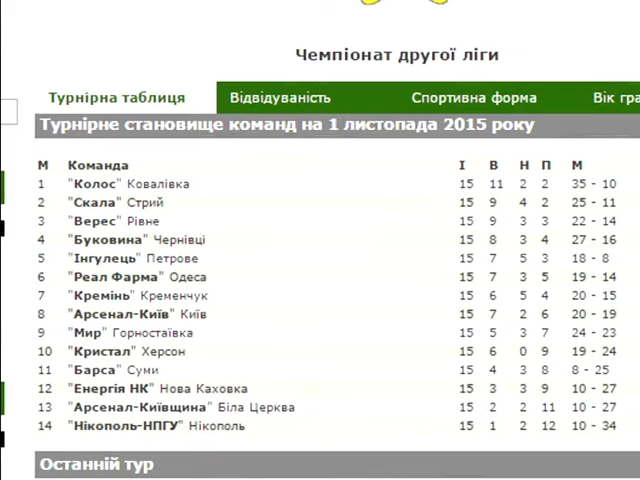 Чемпіонат другої ліги
Турнірна таблиця Відвідуваність Спортивна форма Вік гра
Турнірне становище команд на 1 листопада 2015 року
М Команда І В Н П М
1 "Колос" Ковалівка 15 11 2 2 35 - 10
2 "Скала" Стрий 15 9 4 2 25 - 11
3 "Верес" Рівне 15 9 3 3 22 - 14
4 "Буковина" Чернівці 15 8 3 4 27 - 16
5 "Інгулець" Петрове 15 7 5 3 18 - 8
6 "Реал Фарма" Одеса 15 7 3 5 19 - 14
7 "Кремінь" Кременчук 15 6 5 4 20 - 15
8 "Арсенал-Київ" Київ 15 7 2 6 20 - 19
9 "Мир" Горностаївка 15 5 3 7 24 - 23
10 "Кристал" Херсон 15 6 0 9 19 - 24
11 "Барса" Суми 15 4 3 8 8 - 25
12 "Енергія НК" Нова Каховка 15 3 3 9 10 - 27
13 "Арсенал-Київщина" Біла Церква 15 2 2 11 10 - 27
14 "Нікополь-НПГУ" Нікополь 15 1 2 12 10 - 34
Останній тур